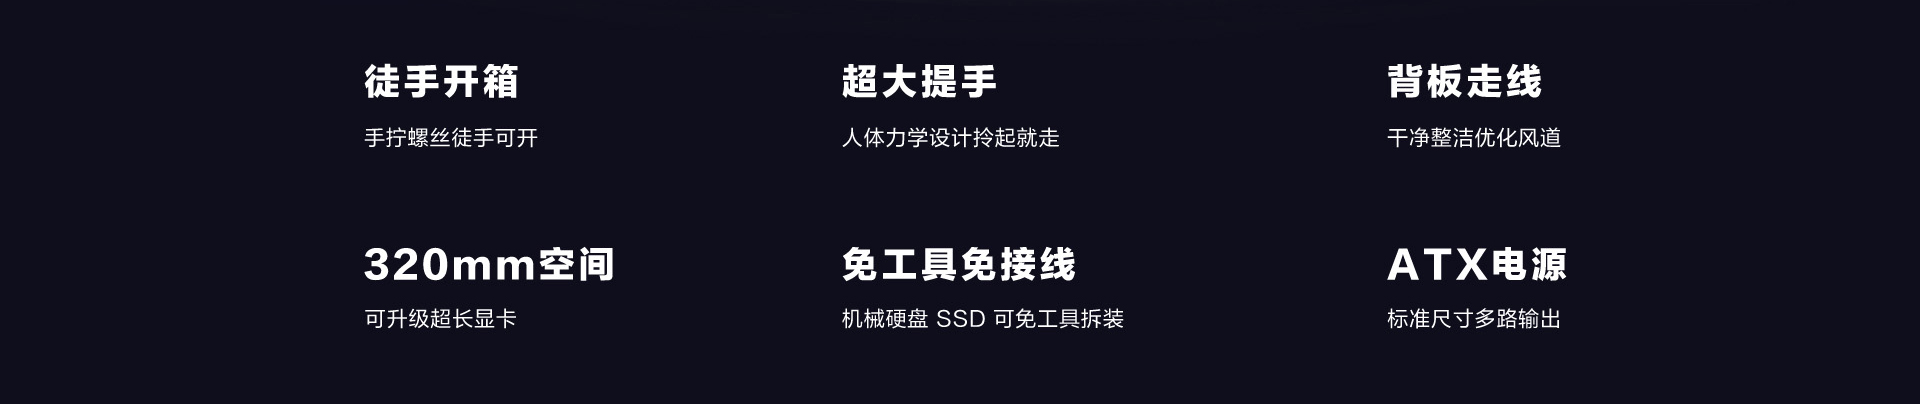 徒手开箱
手拧螺丝徒手可开
超大提手
人体力学设计拎起就走
背板走线
干净整洁优化风道
320mm空间
可升级超长显卡
免工具免接线
机械硬盘 SSD 可免工具拆装
ATX电源
标准尺寸多路输出